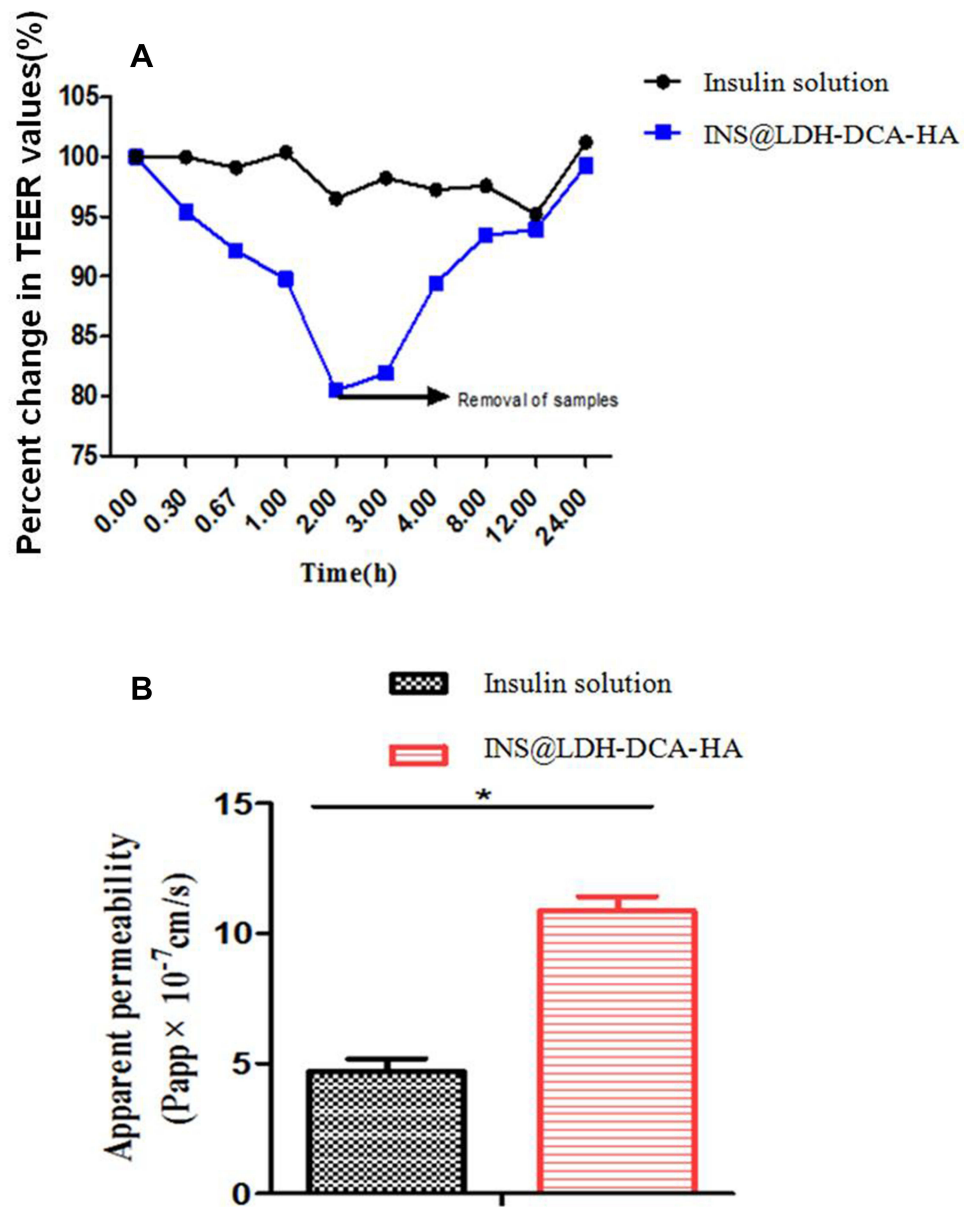 A
Percent change in TEER values(%)
105
100
95
90
85
80
75
Insulin solution
INS@LDH-DCA-HA
Removal of samples
0.00 0.30 0.67 1.00 2.00 3.00 4.00 8.00 12.00 24.00
Time(h)
B
Insulin solution
INS@LDH-DCA-HA
*
Apparent permeability
(Papp× 10⁻⁷cm/s)
15
10
5
0